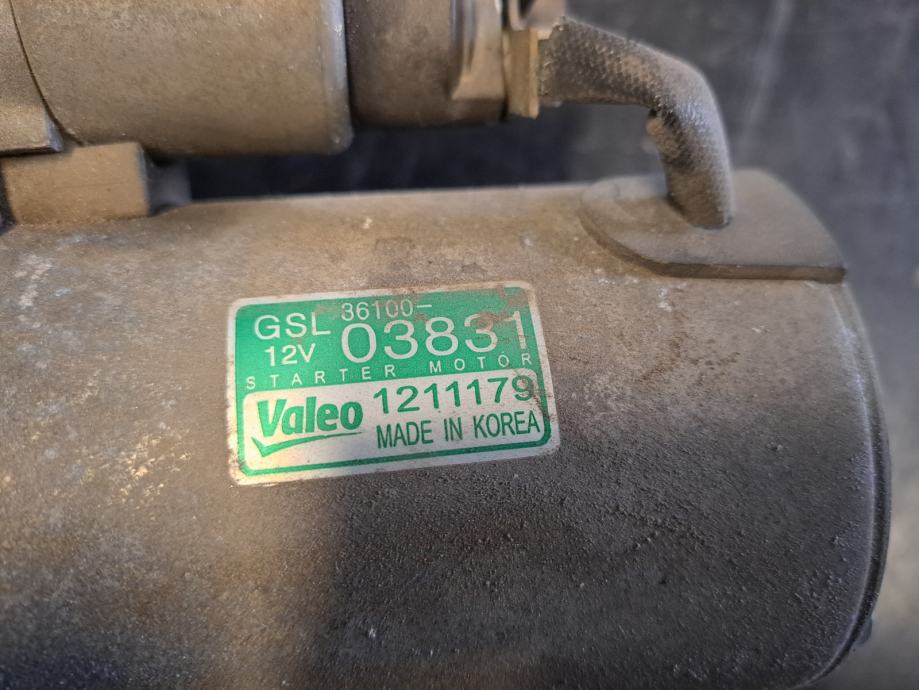 GSL 36100-
12V 03831
STARTER MOTOR
Valeo 1211179
MADE IN KOREA